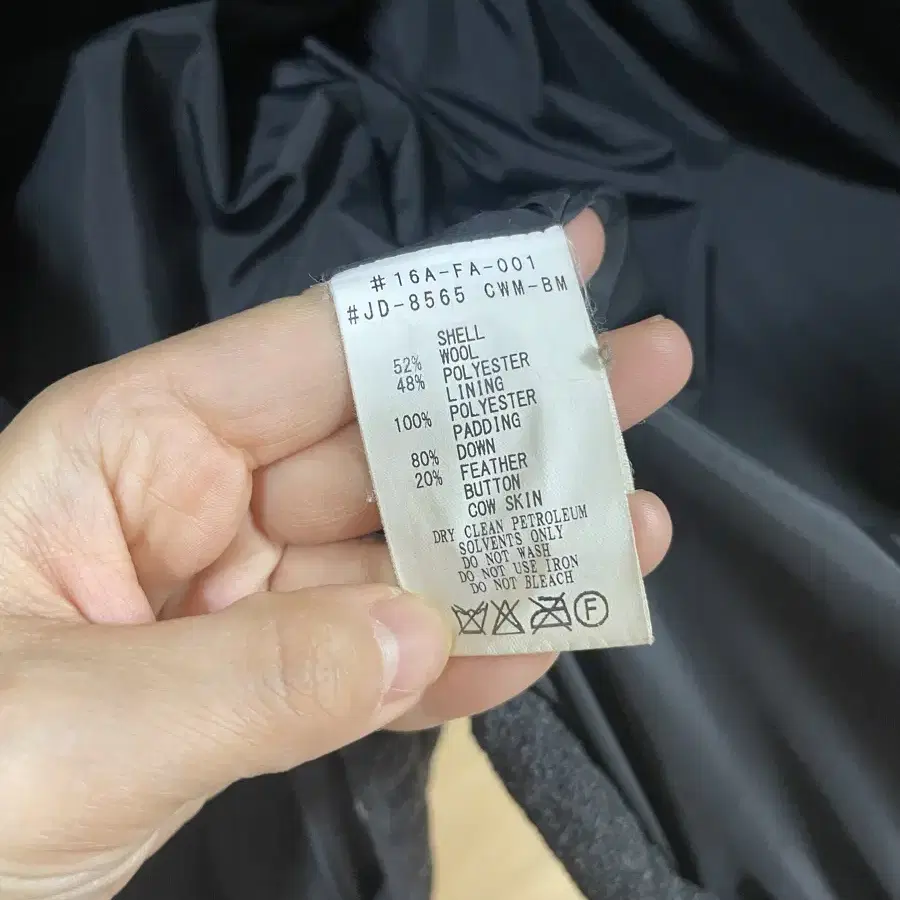 #16A-FA-001
#JD-8565 CWM-BM
SHELL
52% WOOL
48% POLYESTER
LINING
100% POLYESTER
PADDING
80% DOWN
20% FEATHER
BUTTON
COW SKIN
DRY CLEAN PETROLEUM
SOLVENTS ONLY
DO NOT WASH
DO NOT USE IRON
DO NOT BLEACH
F